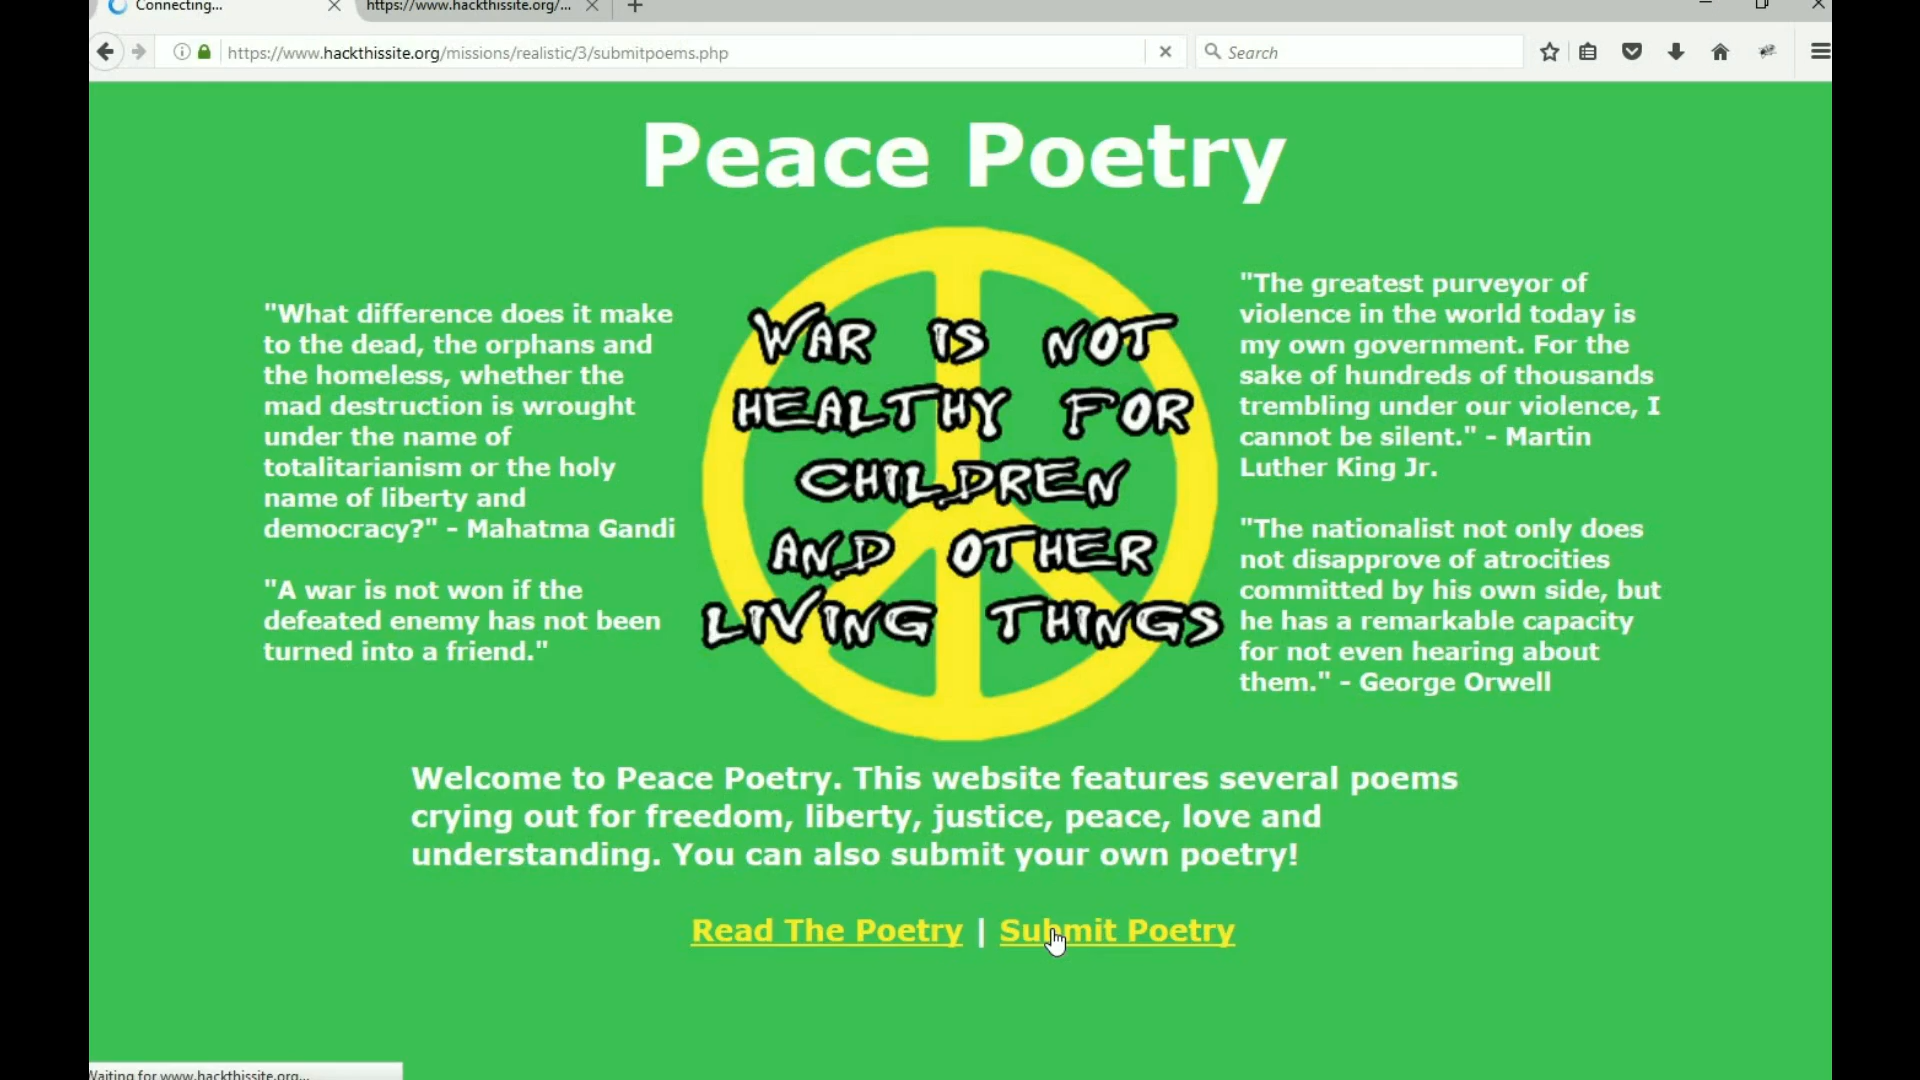 Connecting...
https://www.hackthissite.org/...
https://www.hackthissite.org/missions/realistic/3/submitpoems.php
Search
Peace Poetry
"What difference does it make
to the dead, the orphans and
the homeless, whether the
mad destruction is wrought
under the name of
totalitarianism or the holy
name of liberty and
democracy?" - Mahatma Gandi
"A war is not won if the
defeated enemy has not been
turned into a friend."
WAR IS NOT
HEALTHY FOR
CHILDREN
AND OTHER
LIVING THINGS
"The greatest purveyor of
violence in the world today is
my own government. For the
sake of hundreds of thousands
trembling under our violence, I
cannot be silent." - Martin
Luther King Jr.
"The nationalist not only does
not disapprove of atrocities
committed by his own side, but
he has a remarkable capacity
for not even hearing about
them." - George Orwell
Welcome to Peace Poetry. This website features several poems
crying out for freedom, liberty, justice, peace, love and
understanding. You can also submit your own poetry!
Read The Poetry | Submit Poetry
Waiting for www.hackthissite.org...